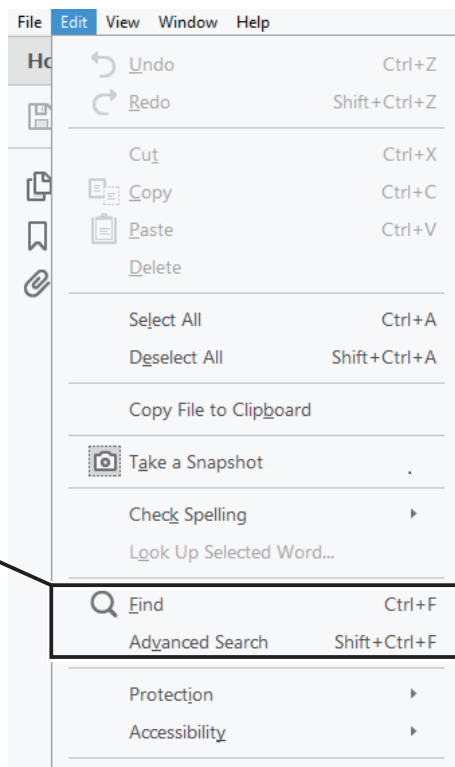 File Edit View Window Help
Ho
Undo Ctrl+Z
Redo Shift+Ctrl+Z
Cut Ctrl+X
Copy Ctrl+C
Paste Ctrl+V
Delete
Select All Ctrl+A
Deselect All Shift+Ctrl+A
Copy File to Clipboard
Take a Snapshot
Check Spelling
Look Up Selected Word...
Find Ctrl+F
Advanced Search Shift+Ctrl+F
Protection
Accessibility